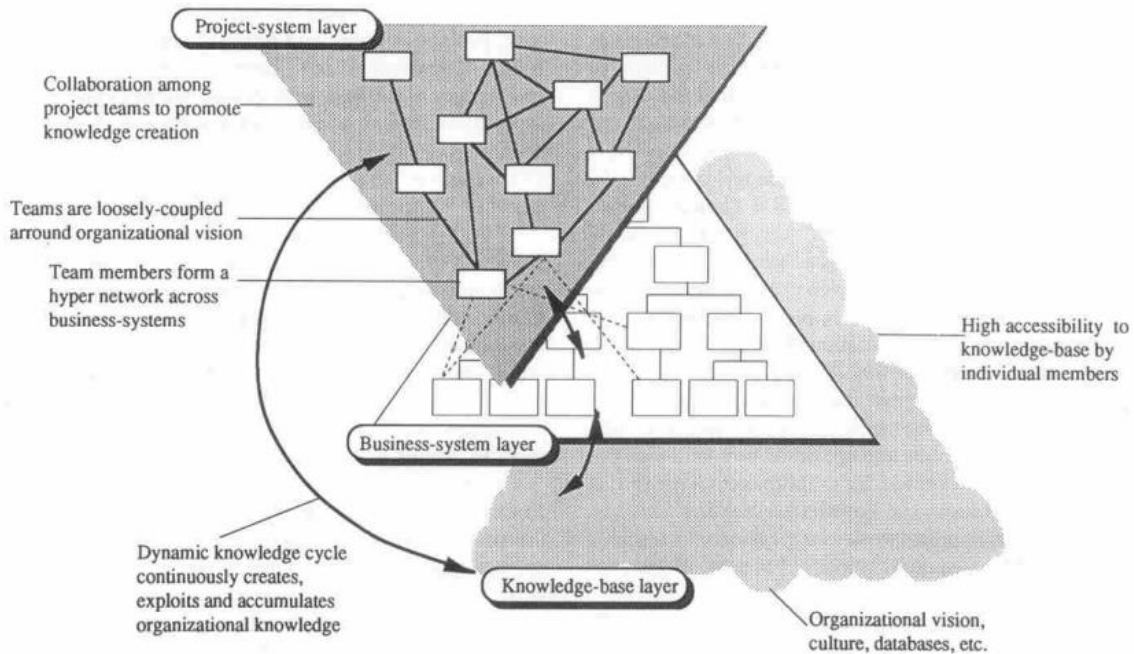 Project-system layer
Collaboration among
project teams to promote
knowledge creation
Teams are loosely-coupled
arround organizational vision
Team members form a
hyper network across
business-systems
High accessibility to
knowledge-base by
individual members
Business-system layer
Dynamic knowledge cycle
continuously creates,
exploits and accumulates
organizational knowledge
Knowledge-base layer
Organizational vision,
culture, databases, etc.